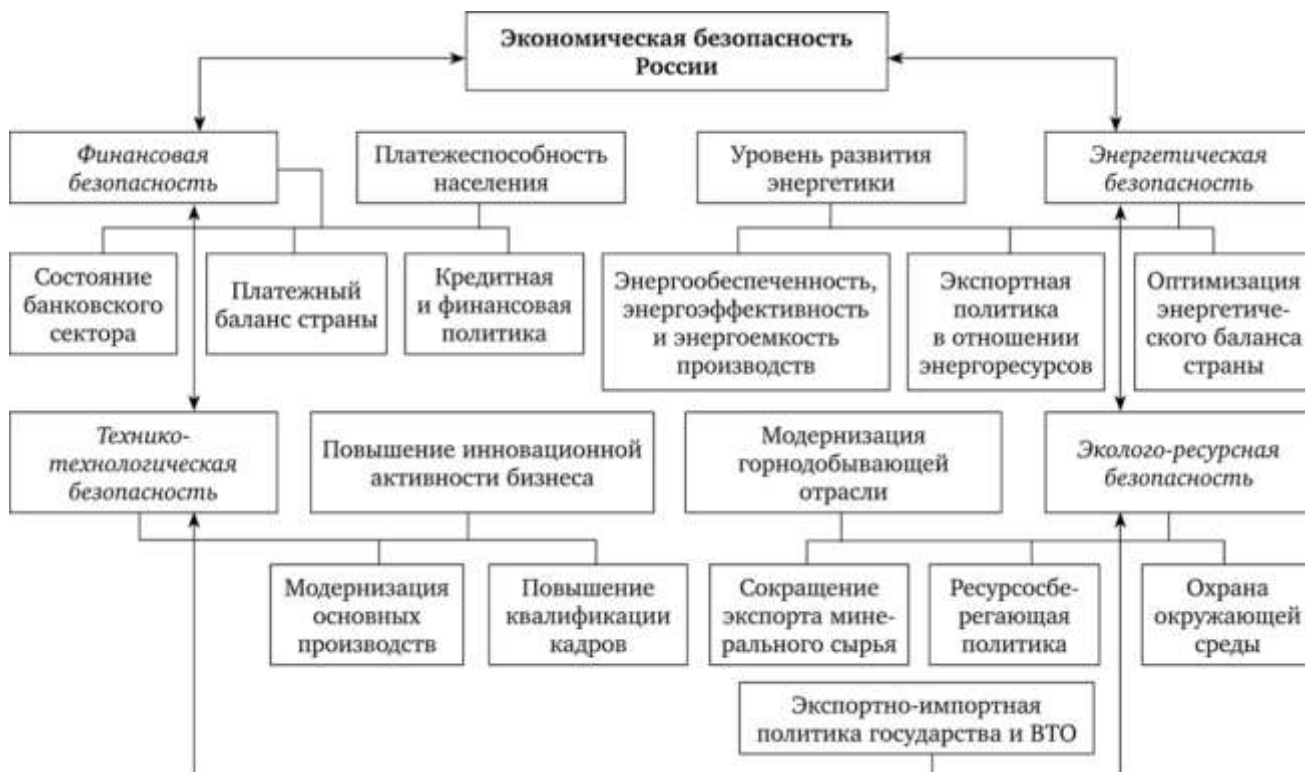 Экономическая безопасность
России
Финансовая
безопасность
Платежеспособность
населения
Уровень развития
энергетики
Энергетическая
безопасность
Состояние
банковского
сектора
Платежный
баланс страны
Кредитная
и финансовая
политика
Энергообеспеченность,
энергоэффективность
и энергоемкость
производств
Экспортная
политика
в отношении
энергоресурсов
Оптимизация
энергетиче-
ского баланса
страны
Технико-
технологическая
безопасность
Повышение инновационной
активности бизнеса
Модернизация
горнодобывающей
отрасли
Эколого-ресурсная
безопасность
Модернизация
основных
производств
Повышение
квалификации
кадров
Сокращение
экспорта мине-
рального сырья
Ресурсосбе-
регающая
политика
Охрана
окружающей
среды
Экспортно-импортная
политика государства и ВТО